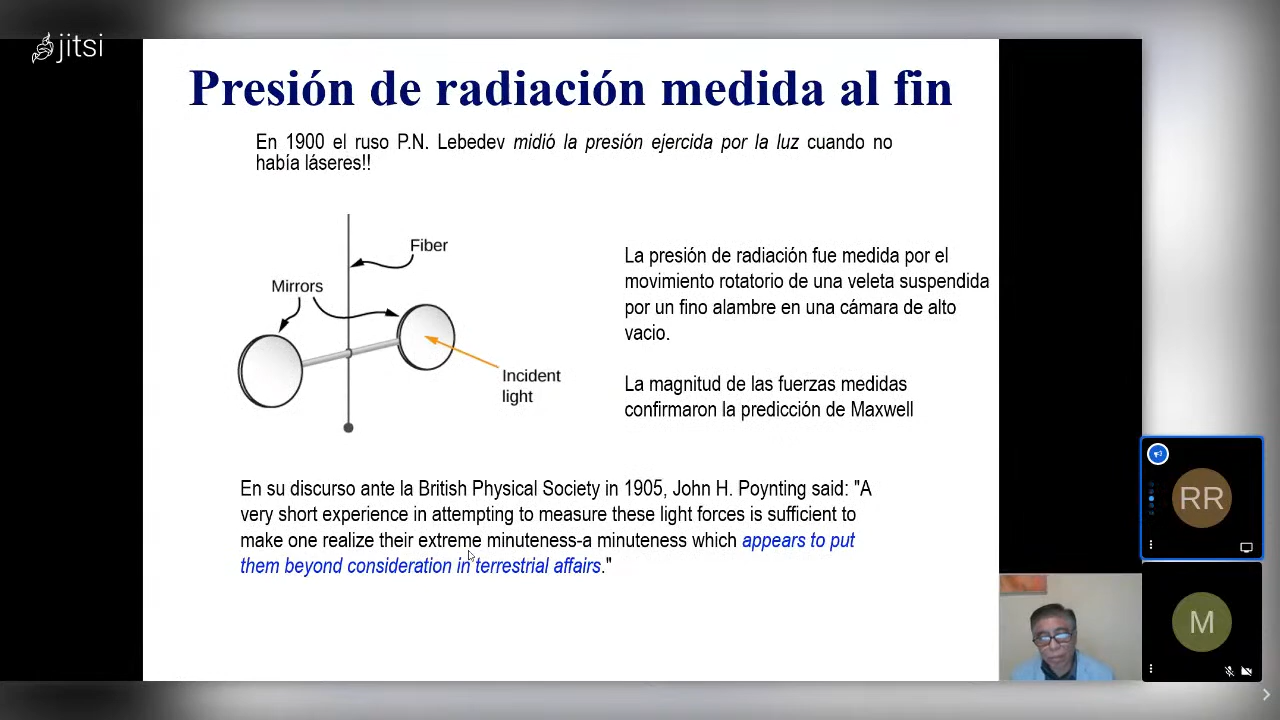 jitsi
Presión de radiación medida al fin
En 1900 el ruso P.N. Lebedev midió la presión ejercida por la luz cuando no
había láseres!!
Fiber
Mirrors
Incident
light
La presión de radiación fue medida por el
movimiento rotatorio de una veleta suspendida
por un fino alambre en una cámara de alto
vacio.
La magnitud de las fuerzas medidas
confirmaron la predicción de Maxwell
En su discurso ante la British Physical Society in 1905, John H. Poynting said: "A
very short experience in attempting to measure these light forces is sufficient to
make one realize their extreme minuteness-a minuteness which appears to put
them beyond consideration in terrestrial affairs."
RR
M